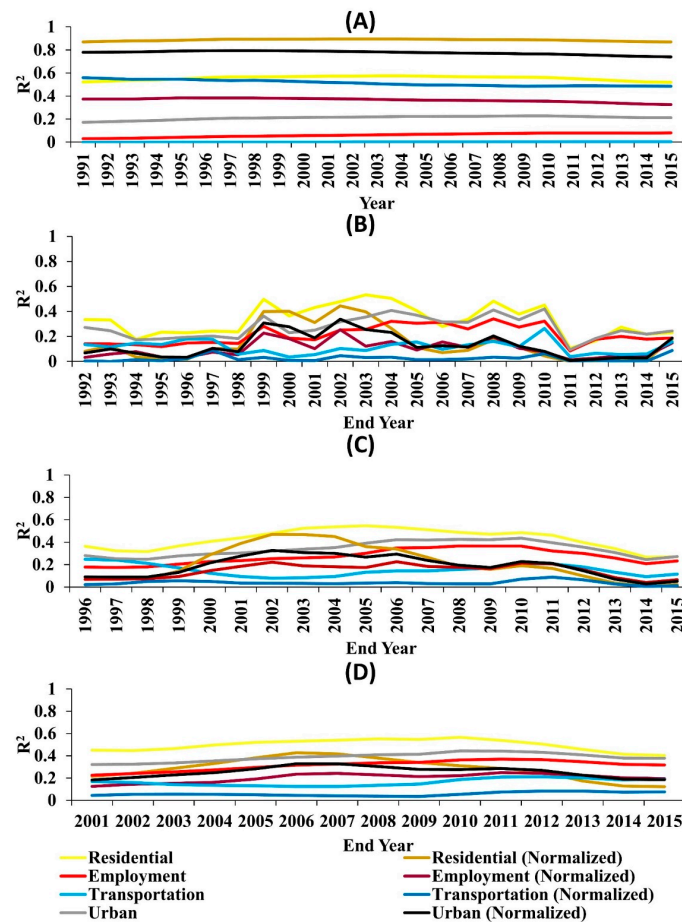 (A)
R²
1
0.8
0.6
0.4
0.2
0
1991 1992 1993 1994 1995 1996 1997 1998 1999 2000 2001 2002 2003 2004 2005 2006 2007 2008 2009 2010 2011 2012 2013 2014 2015
Year
(B)
R²
1
0.8
0.6
0.4
0.2
0
1992 1993 1994 1995 1996 1997 1998 1999 2000 2001 2002 2003 2004 2005 2006 2007 2008 2009 2010 2011 2012 2013 2014 2015
End Year
(C)
R²
1
0.8
0.6
0.4
0.2
0
1996 1997 1998 1999 2000 2001 2002 2003 2004 2005 2006 2007 2008 2009 2010 2011 2012 2013 2014 2015
End Year
(D)
R²
1
0.8
0.6
0.4
0.2
0
2001 2002 2003 2004 2005 2006 2007 2008 2009 2010 2011 2012 2013 2014 2015
End Year
Residential
Employment
Transportation
Urban
Residential (Normalized)
Employment (Normalized)
Transportation (Normalized)
Urban (Normalized)